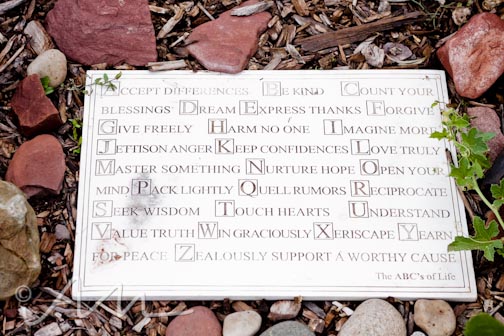 ACCEPT DIFFERENCES BE KIND COUNT YOUR
BLESSINGS DREAM EXPRESS THANKS FORGIVE
GIVE FREELY HARM NO ONE IMAGINE MORE
JETTISON ANGER KEEP CONFIDENCES LOVE TRULY
MASTER SOMETHING NURTURE HOPE OPEN YOUR
MIND PACK LIGHTLY QUELL RUMORS RECIPROCATE
SEEK WISDOM TOUCH HEARTS UNDERSTAND
VALUE TRUTH WIN GRACIOUSLY XERISCAPE YEARN
FOR PEACE ZEALOUSLY SUPPORT A WORTHY CAUSE
The ABC's of Life